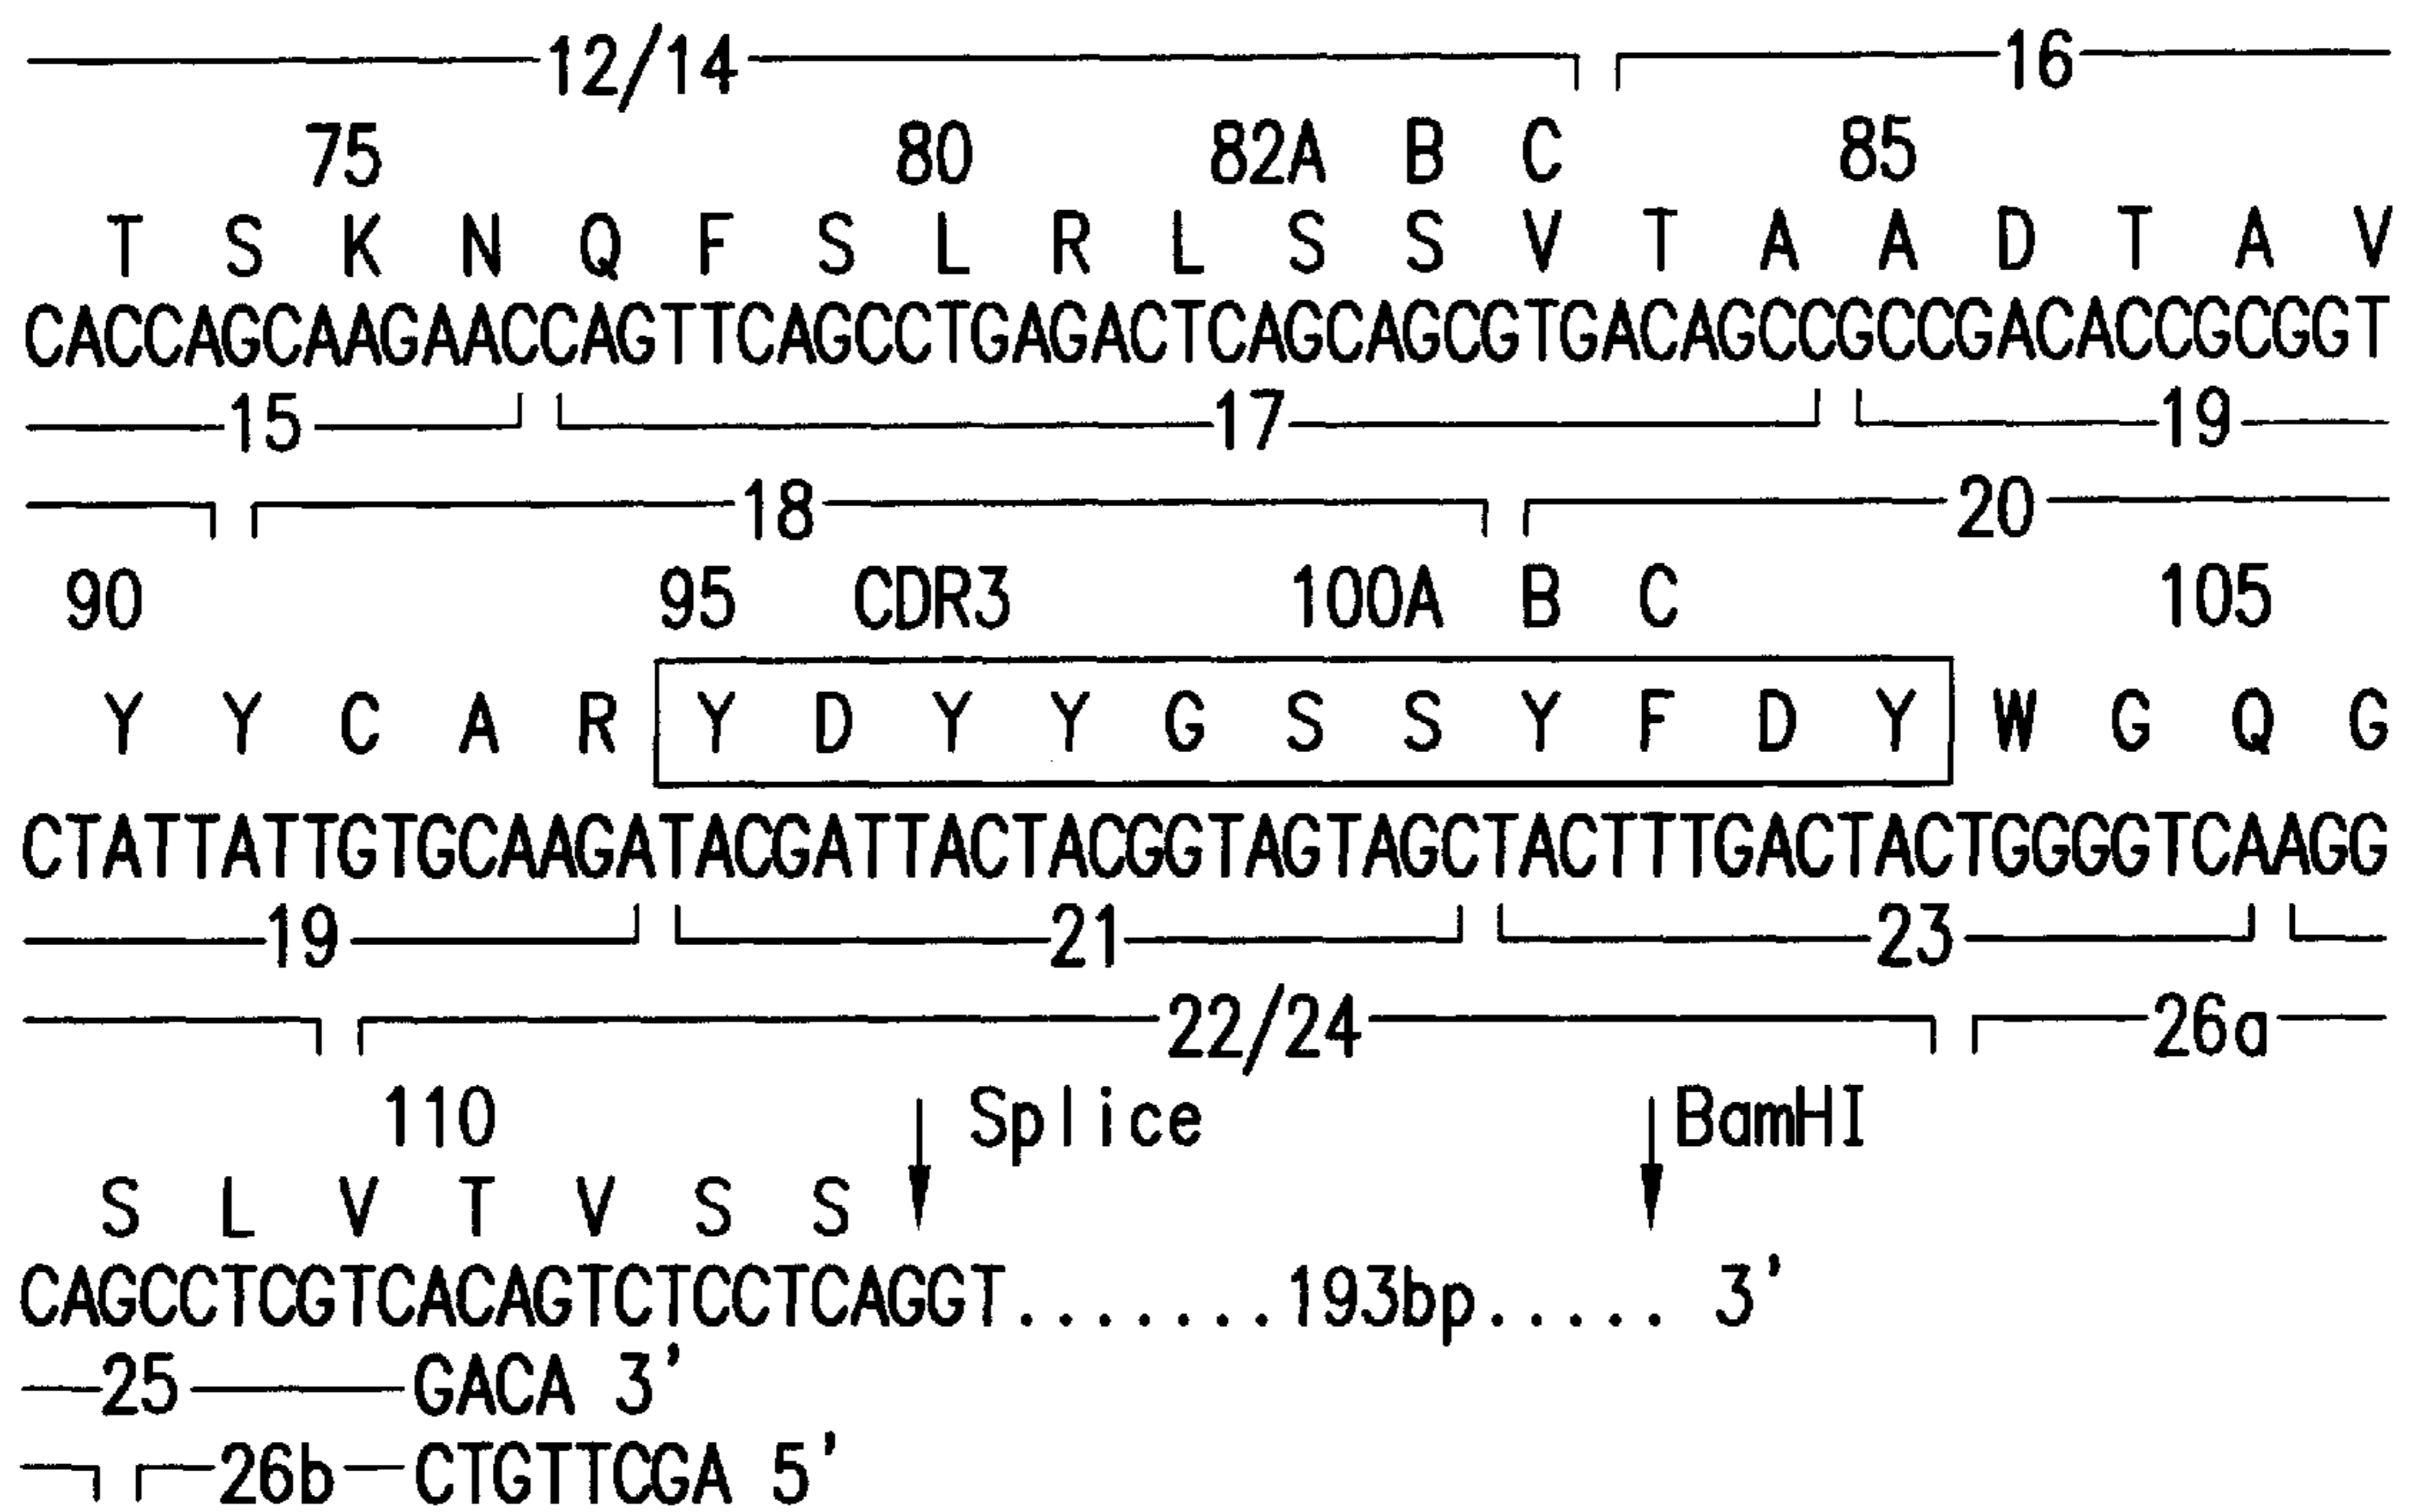 12/14 16
75 80 82A B C 85
T S K N Q F S L R L S S V T A A D T A V
CACCAGCAAGAACCAGTTCAGCCTGAGACTCAGCAGCGTGACAGCCGCCGACACCGCGGT
15 17 19
18 20
90 95 CDR3 100A B C 105
Y Y C A R Y D Y Y G S S Y F D Y W G Q G
CTATTATTGTGCAAGATACGATTACTACGGTAGTAGCTACTTTGACTACTGGGGTCAAGG
19 21 23
22/24 26a
110 Splice BamHI
S L V T V S S
CAGCCTCGTCACAGTCTCCTCAGGT.......193bp..... 3'
25 GACA 3'
26b CTGTTCGA 5'